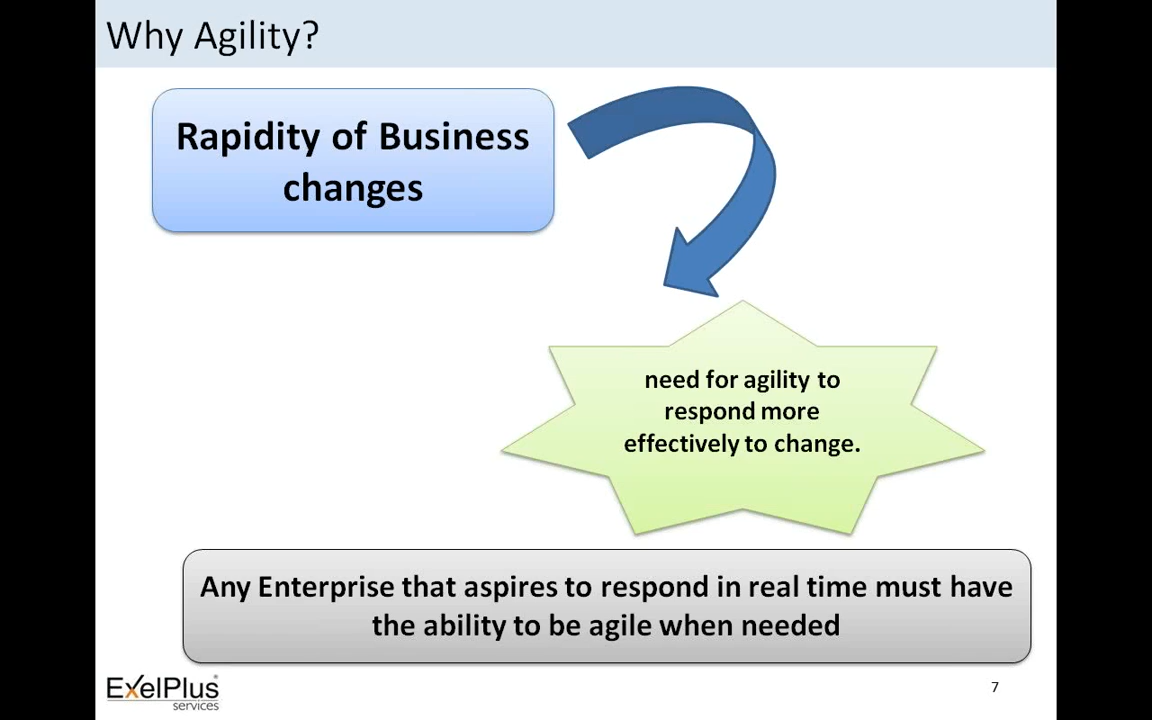 Why Agility?
Rapidity of Business
changes
need for agility to
respond more
effectively to change.
Any Enterprise that aspires to respond in real time must have
the ability to be agile when needed
ExelPlus
services
7